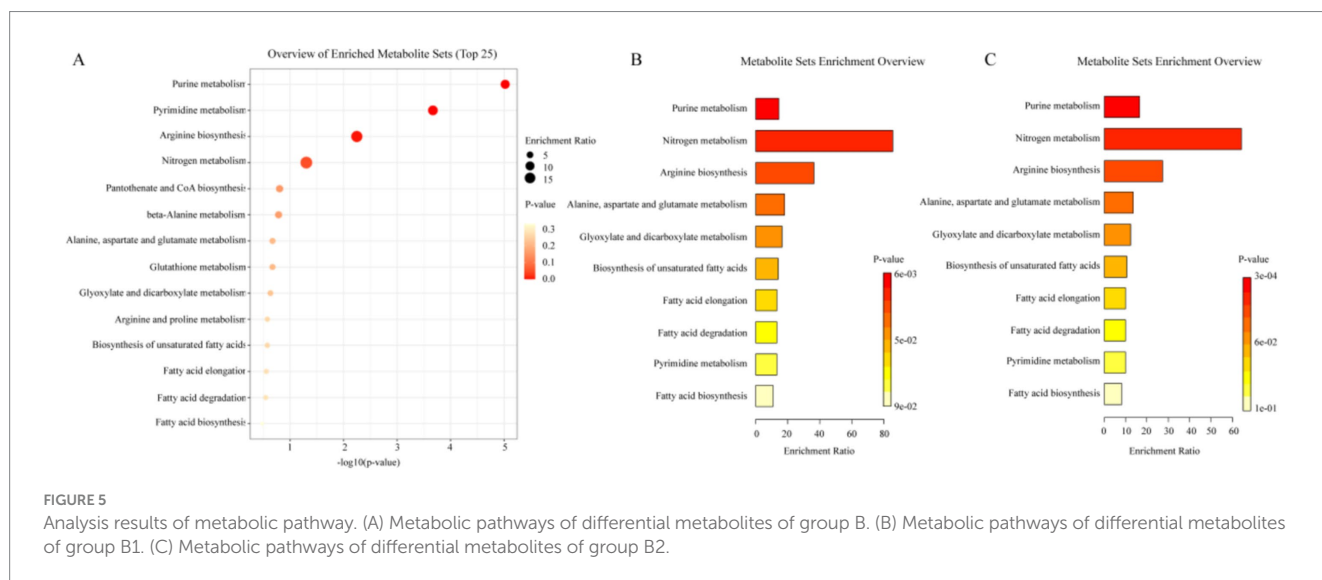 A
Overview of Enriched Metabolite Sets (Top 25)
Purine metabolism
Pyrimidine metabolism
Arginine biosynthesis
Nitrogen metabolism
Pantothenate and CoA biosynthesis
beta-Alanine metabolism
Alanine, aspartate and glutamate metabolism
Glutathione metabolism
Glyoxylate and dicarboxylate metabolism
Arginine and proline metabolism
Biosynthesis of unsaturated fatty acids
Fatty acid elongation
Fatty acid degradation
Fatty acid biosynthesis
1 2 3 4 5
-log10(p-value)
Enrichment Ratio
5
10
15
P-value
0.3
0.2
0.1
0.0
B
Metabolite Sets Enrichment Overview
Purine metabolism
Nitrogen metabolism
Arginine biosynthesis
Alanine, aspartate and glutamate metabolism
Glyoxylate and dicarboxylate metabolism
Biosynthesis of unsaturated fatty acids
Fatty acid elongation
Fatty acid degradation
Pyrimidine metabolism
Fatty acid biosynthesis
0 20 40 60 80
Enrichment Ratio
P-value
6e-03
5e-02
9e-02
C
Metabolite Sets Enrichment Overview
Purine metabolism
Nitrogen metabolism
Arginine biosynthesis
Alanine, aspartate and glutamate metabolism
Glyoxylate and dicarboxylate metabolism
Biosynthesis of unsaturated fatty acids
Fatty acid elongation
Fatty acid degradation
Pyrimidine metabolism
Fatty acid biosynthesis
0 10 20 30 40 50 60
Enrichment Ratio
P-value
3e-04
6e-02
1e-01
FIGURE 5
Analysis results of metabolic pathway. (A) Metabolic pathways of differential metabolites of group B. (B) Metabolic pathways of differential metabolites
of group B1. (C) Metabolic pathways of differential metabolites of group B2.